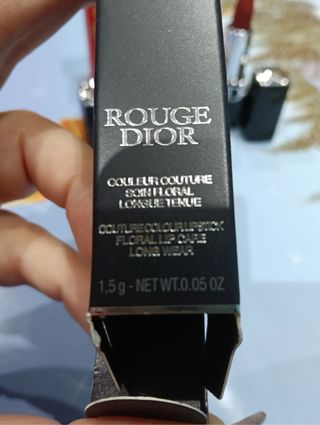 ROUGE
DIOR
COULEUR COUTURE
SOIN FLORAL
LONGUE TENUE
COUTURE COLOUR LIPSTICK
FLORAL LIP CARE
LONG WEAR
1,5 g - NET WT. 0.05 OZ